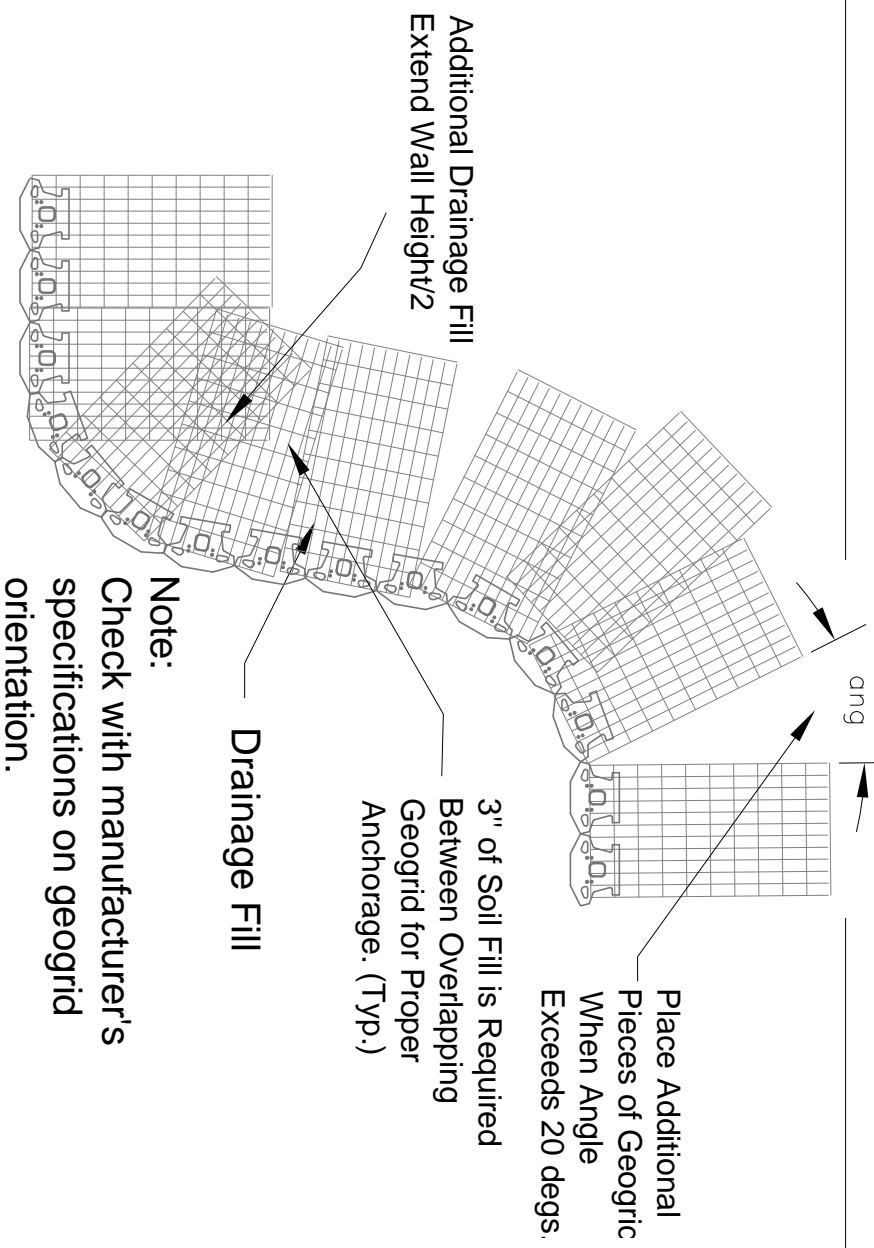 Additional Drainage Fill
Extend Wall Height/2
ang
Place Additional
Pieces of Geogric
When Angle
Exceeds 20 degs.
3" of Soil Fill is Required
Between Overlapping
Geogrid for Proper
Anchorage. (Typ.)
Drainage Fill
Note:
Check with manufacturer's
specifications on geogrid
orientation.